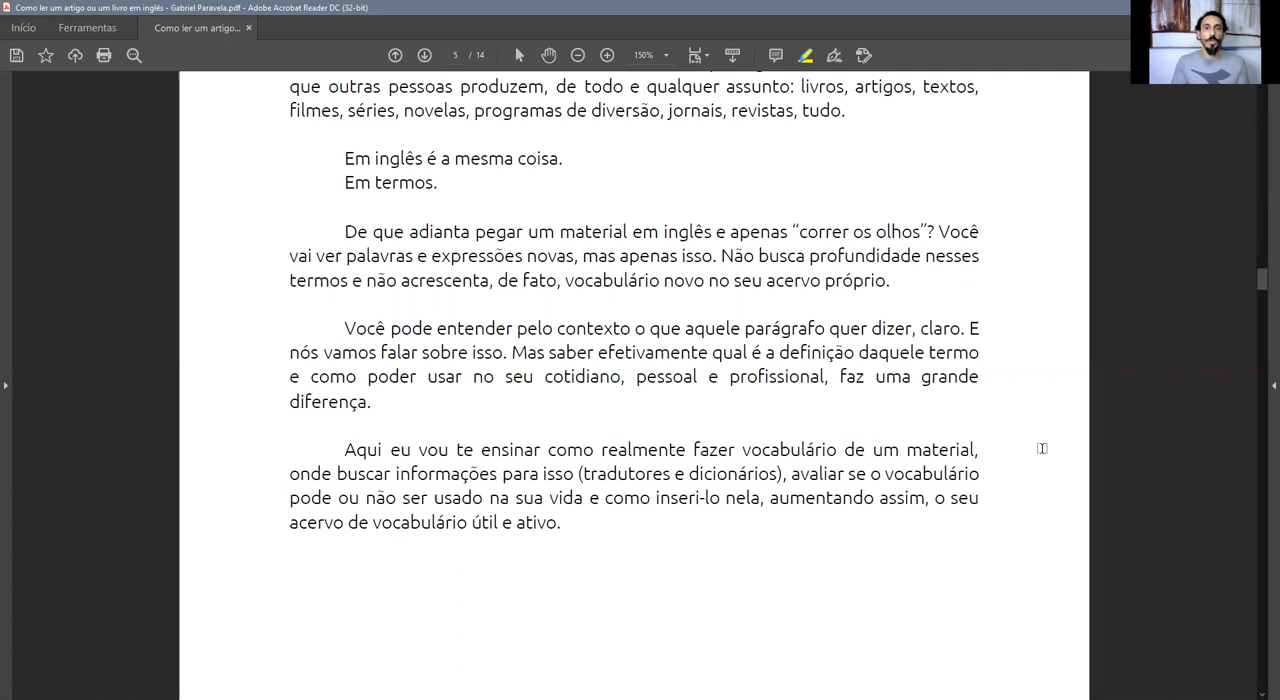 Como ler um artigo ou um livro em inglês - Gabriel Paravela.pdf - Adobe Acrobat Reader DC (32-bit)
Início Ferramentas Como ler um artigo... ×
5 / 14 150%
que outras pessoas produzem, de todo e qualquer assunto: livros, artigos, textos,
filmes, séries, novelas, programas de diversão, jornais, revistas, tudo.
Em inglês é a mesma coisa.
Em termos.
De que adianta pegar um material em inglês e apenas “correr os olhos”? Você
vai ver palavras e expressões novas, mas apenas isso. Não busca profundidade nesses
termos e não acrescenta, de fato, vocabulário novo no seu acervo próprio.
Você pode entender pelo contexto o que aquele parágrafo quer dizer, claro. E
nós vamos falar sobre isso. Mas saber efetivamente qual é a definição daquele termo
e como poder usar no seu cotidiano, pessoal e profissional, faz uma grande
diferença.
Aqui eu vou te ensinar como realmente fazer vocabulário de um material,
onde buscar informações para isso (tradutores e dicionários), avaliar se o vocabulário
pode ou não ser usado na sua vida e como inseri-lo nela, aumentando assim, o seu
acervo de vocabulário útil e ativo.